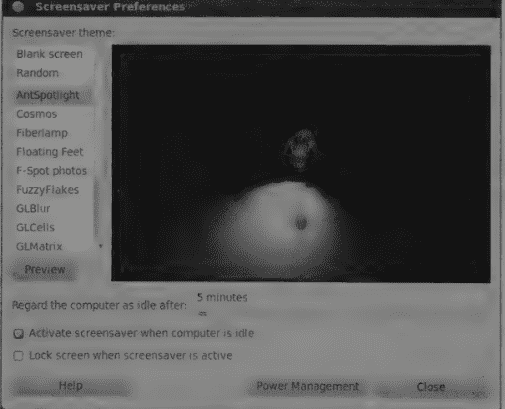 Screensaver Preferences
Screensaver theme:
Blank screen
Random
AntSpotlight
Cosmos
Fiberlamp
Floating Feet
F-Spot photos
FuzzyFlakes
GLBlur
GLCells
GLMatrix
Preview
Regard the computer as idle after: 5 minutes
Activate screensaver when computer is idle
Lock screen when screensaver is active
Help Power Management Close